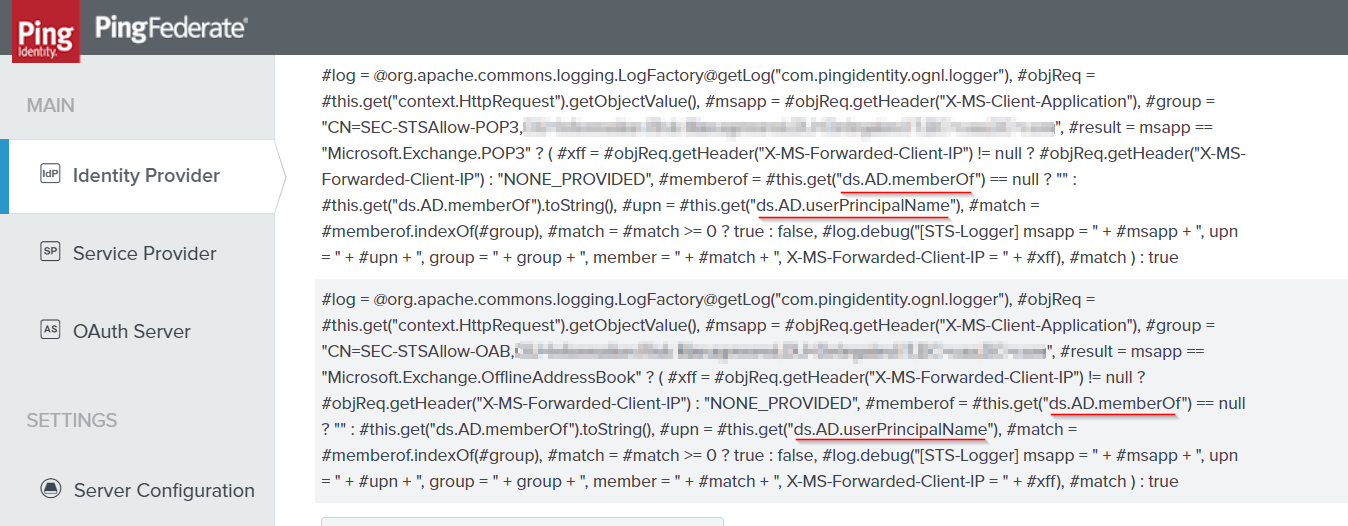 Ping
Identity.
PingFederate®
MAIN
IdP Identity Provider
SP Service Provider
AS OAuth Server
SETTINGS
Server Configuration
#log = @org.apache.commons.logging.LogFactory@getLog("com.pingidentity.ognl.logger"), #objReq =
#this.get("context.HttpRequest").getObjectValue(), #msapp = #objReq.getHeader("X-MS-Client-Application"), #group =
"CN=SEC-STSAllow-POP3, ", #result = msapp ==
"Microsoft.Exchange.POP3" ? ( #xff = #objReq.getHeader("X-MS-Forwarded-Client-IP") != null ? #objReq.getHeader("X-MS-
Forwarded-Client-IP") : "NONE_PROVIDED", #memberof = #this.get("ds.AD.memberOf") == null ? "" :
#this.get("ds.AD.memberOf").toString(), #upn = #this.get("ds.AD.userPrincipalName"), #match =
#memberof.indexOf(#group), #match = #match >= 0 ? true : false, #log.debug("[STS-Logger] msapp = " + #msapp + ", upn
= " + #upn + ", group = " + group + ", member = " + #match + ", X-MS-Forwarded-Client-IP = " + #xff), #match ) : true
#log = @org.apache.commons.logging.LogFactory@getLog("com.pingidentity.ognl.logger"), #objReq =
#this.get("context.HttpRequest").getObjectValue(), #msapp = #objReq.getHeader("X-MS-Client-Application"), #group =
"CN=SEC-STSAllow-OAB, ", #result = msapp ==
"Microsoft.Exchange.OfflineAddressBook" ? ( #xff = #objReq.getHeader("X-MS-Forwarded-Client-IP") != null ?
#objReq.getHeader("X-MS-Forwarded-Client-IP") : "NONE_PROVIDED", #memberof = #this.get("ds.AD.memberOf") == null
? "" : #this.get("ds.AD.memberOf").toString(), #upn = #this.get("ds.AD.userPrincipalName"), #match =
#memberof.indexOf(#group), #match = #match >= 0 ? true : false, #log.debug("[STS-Logger] msapp = " + #msapp + ", upn
= " + #upn + ", group = " + group + ", member = " + #match + ", X-MS-Forwarded-Client-IP = " + #xff), #match ) : true